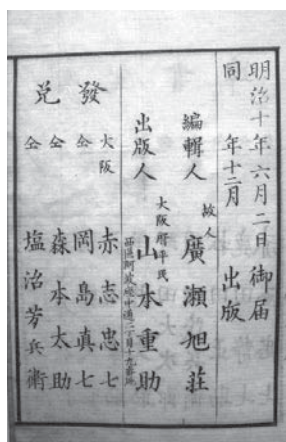 明治十年六月二日御届
同年十二月出版
編輯人 故人 廣瀬旭荘
出版人 大阪府平民 山本重助
發兌 大阪 赤志忠七
仝 岡島真七
仝 森本太助
仝 塩冶芳兵衛